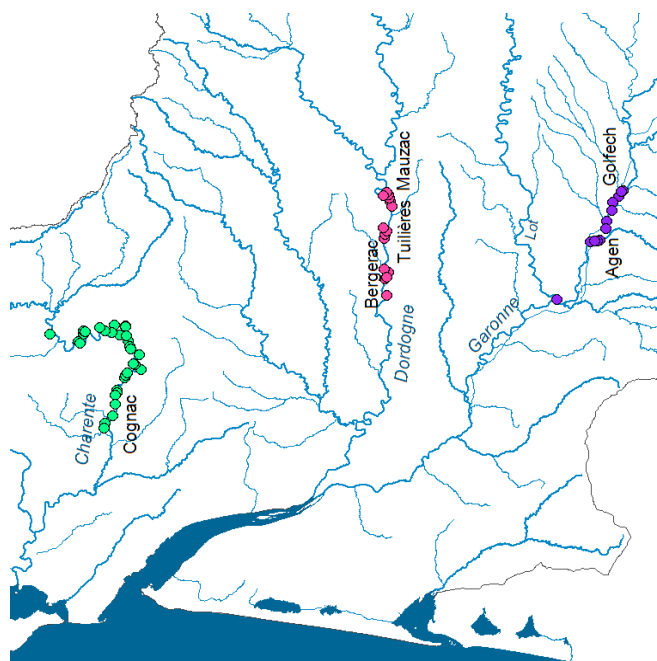 Charente
Cognac
Bergerac
Tuilières
Mauzac
Dordogne
Garonne
Lot
Agen
Golfech